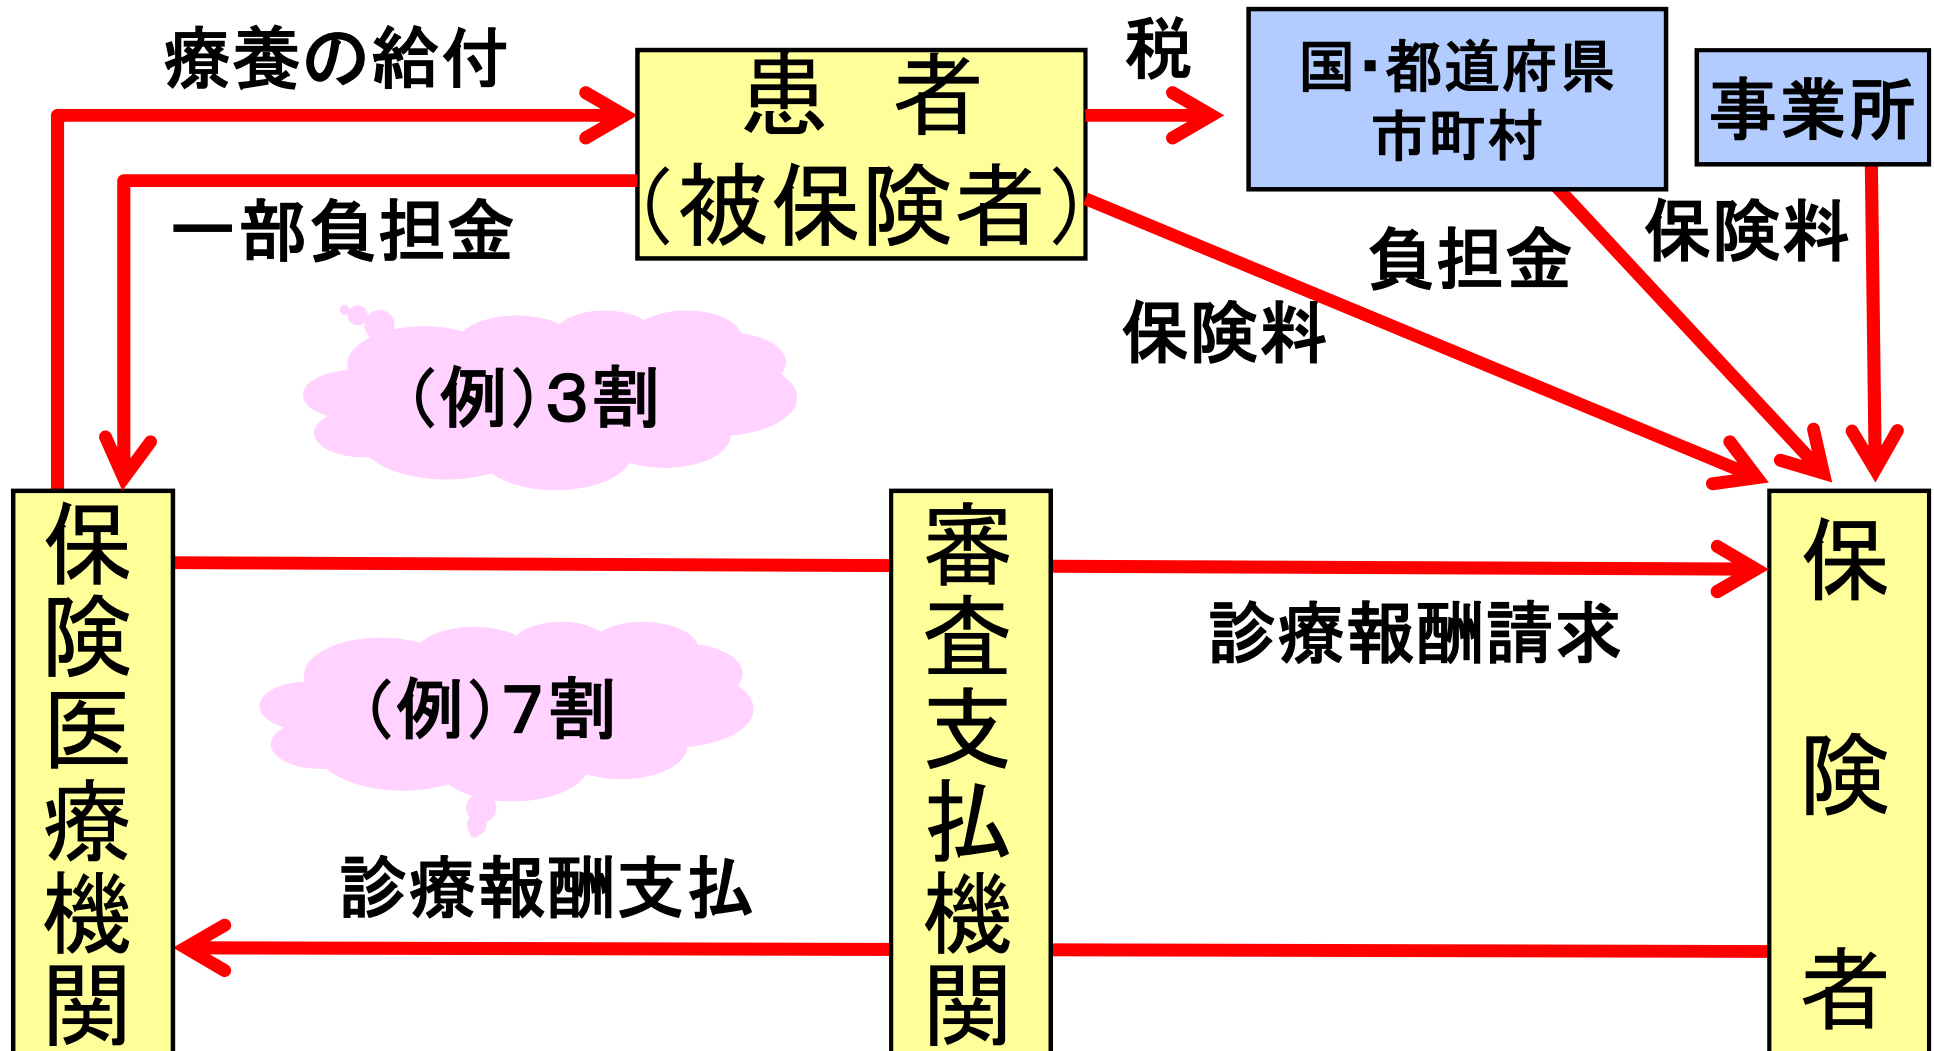 療養の給付
患　者
（被保険者）
税
国・都道府県
市町村
事業所
一部負担金
保険料
負担金
保険料
（例）３割
保険医療機関
審査支払機関
保険者
診療報酬請求
（例）７割
診療報酬支払